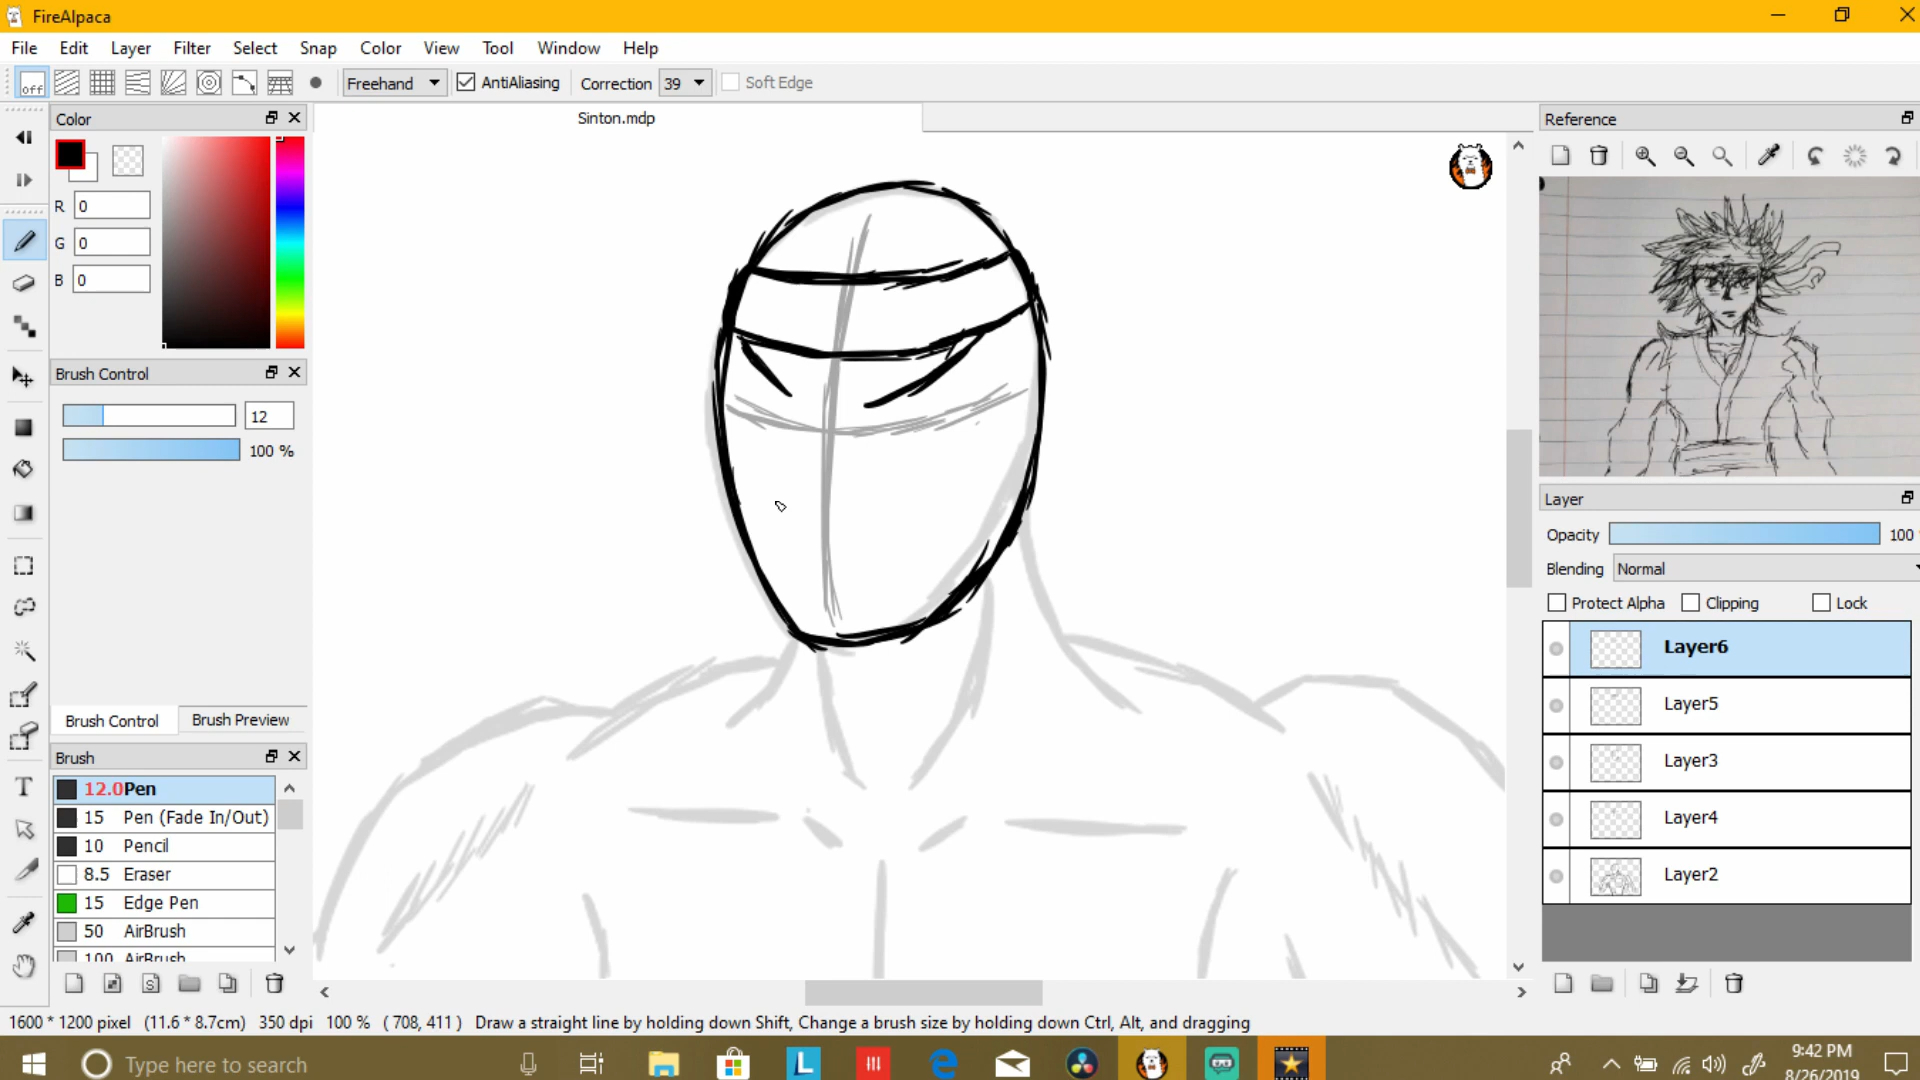 FireAlpaca
File Edit Layer Filter Select Snap Color View Tool Window Help
off Freehand AntiAliasing Correction 39 Soft Edge
Color
R 0
G 0
B 0
Brush Control
12
100 %
Brush Control Brush Preview
Brush
12.0 Pen
15 Pen (Fade In/Out)
10 Pencil
8.5 Eraser
15 Edge Pen
50 AirBrush
100 AirBrush
Sinton.mdp
Reference
Layer
Opacity 100
Blending Normal
Protect Alpha Clipping Lock
Layer6
Layer5
Layer3
Layer4
Layer2
1600 * 1200 pixel (11.6 * 8.7cm) 350 dpi 100 % ( 708, 411 ) Draw a straight line by holding down Shift, Change a brush size by holding down Ctrl, Alt, and dragging
Type here to search
9:42 PM
8/26/2019